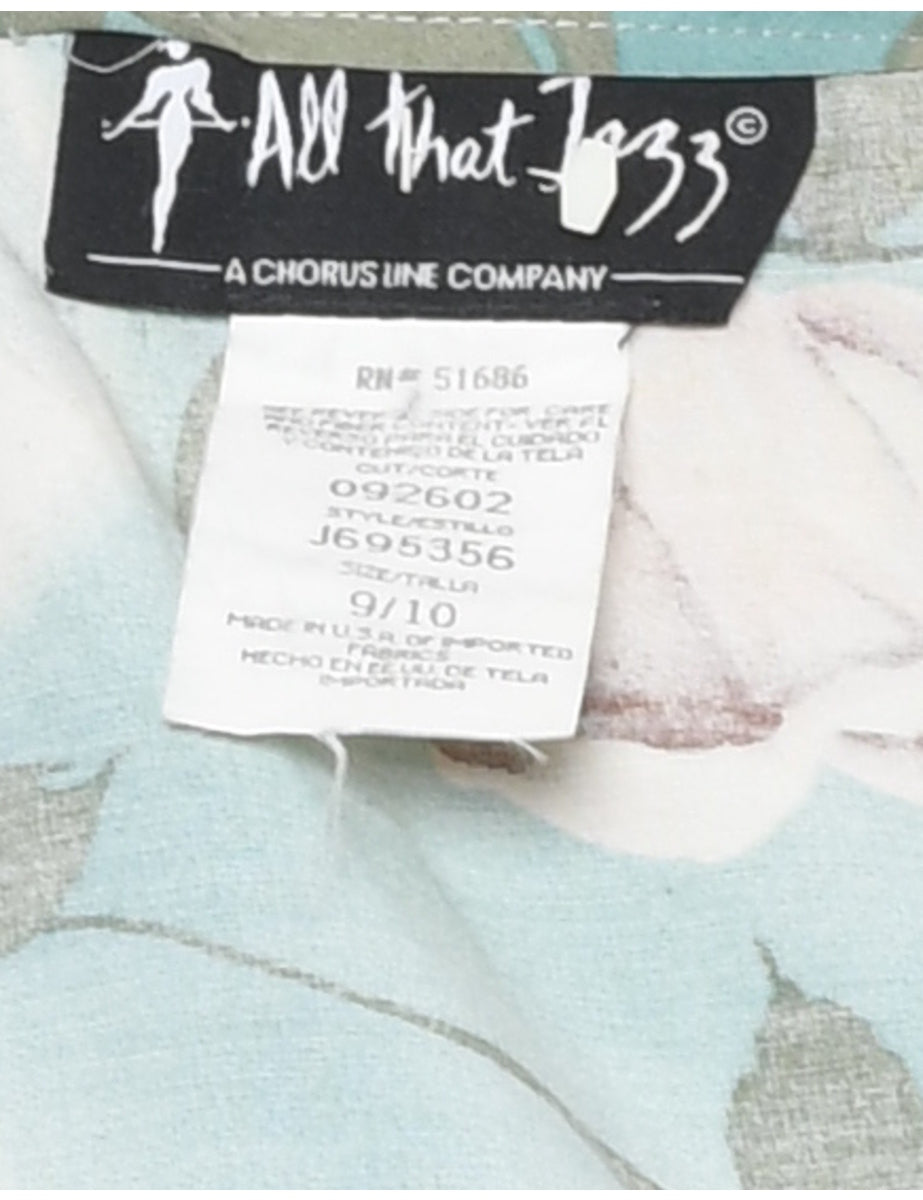 All That Jazz©
A CHORUS LINE COMPANY
RN# 51686
SEE REVERSE SIDE FOR CARE
AND FIBER CONTENT- VER EL
REVERSO PARA EL CUIDADO
Y CONTENIDO DE LA TELA
CUT/CORTE
092602
STYLE/ESTILLO
J695356
SIZE/TALLA
9/10
MADE IN U.S.A. OF IMPORTED
FABRICS
HECHO EN EE.UU. DE TELA
IMPORTADA